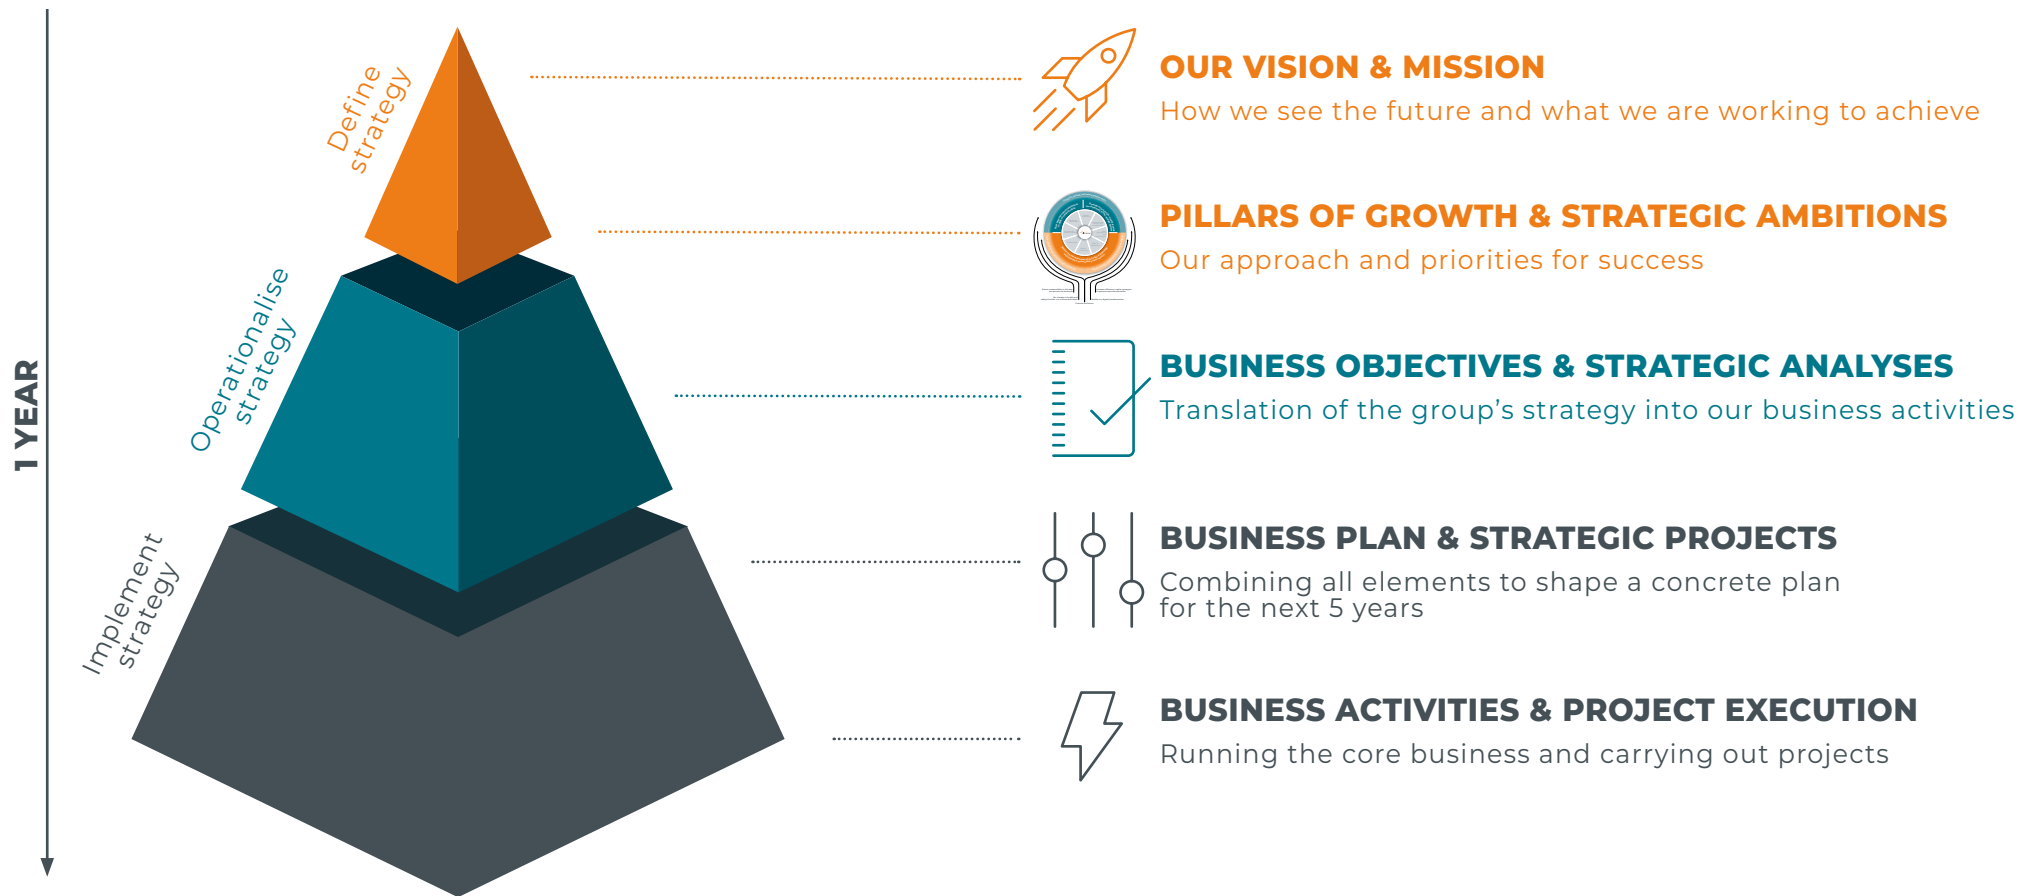 1 YEAR
Define
strategy
Operationalise
strategy
Implement
strategy
OUR VISION & MISSION
How we see the future and what we are working to achieve
PILLARS OF GROWTH & STRATEGIC AMBITIONS
Our approach and priorities for success
BUSINESS OBJECTIVES & STRATEGIC ANALYSES
Translation of the group’s strategy into our business activities
BUSINESS PLAN & STRATEGIC PROJECTS
Combining all elements to shape a concrete plan
for the next 5 years
BUSINESS ACTIVITIES & PROJECT EXECUTION
Running the core business and carrying out projects